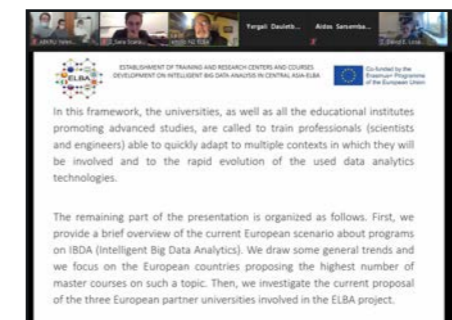 Yergali Dauletb...
Aidos Sarsemba...
ELBA
ESTABLISHMENT OF TRAINING AND RESEARCH CENTERS AND COURSES
DEVELOPMENT ON INTELLIGENT BIG DATA ANALYSIS IN CENTRAL ASIA-ELBA
Co-funded by the
Erasmus+ Programme
of the European Union
In this framework, the universities, as well as all the educational institutes
promoting advanced studies, are called to train professionals (scientists
and engineers) able to quickly adapt to multiple contexts in which they will
be involved and to the rapid evolution of the used data analytics
technologies.
The remaining part of the presentation is organized as follows. First, we
provide a brief overview of the current European scenario about programs
on IBDA (Intelligent Big Data Analytics). We draw some general trends and
we focus on the European countries proposing the highest number of
master courses on such a topic. Then, we investigate the current proposal
of the three European partner universities involved in the ELBA project.